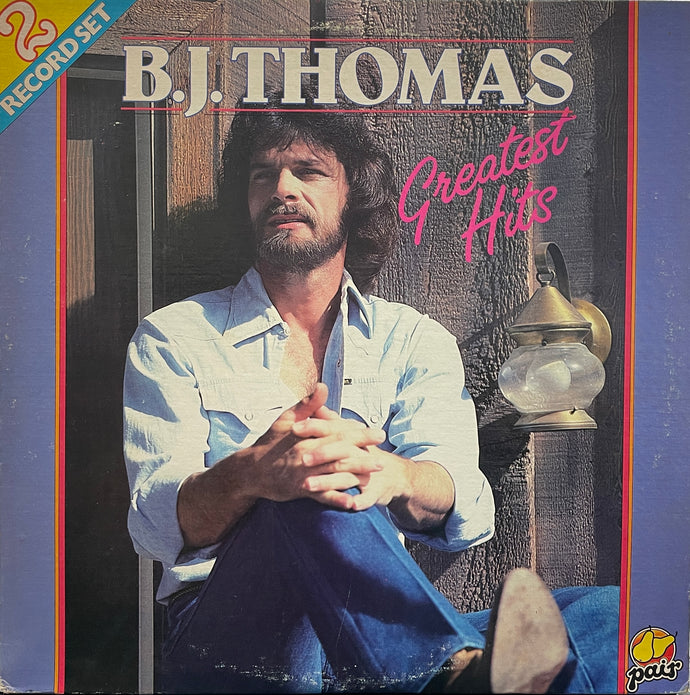 2
RECORD SET
B.J. THOMAS
Greatest
Hits
pair